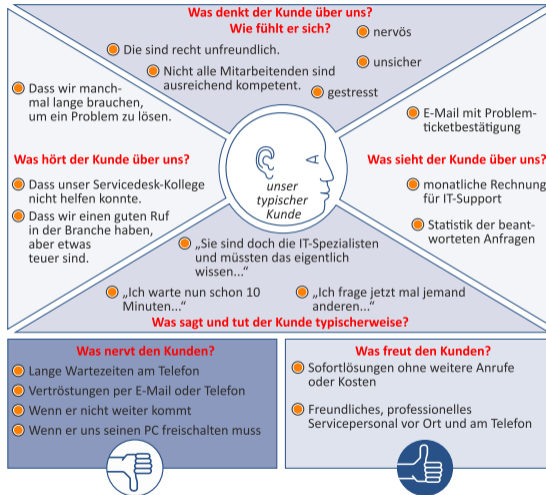 Was denkt der Kunde über uns?
Wie fühlt er sich?
nervös
Die sind recht unfreundlich.
unsicher
Nicht alle Mitarbeitenden sind
ausreichend kompetent.
gestresst
Dass wir manch-
mal lange brauchen,
um ein Problem zu lösen.
Was hört der Kunde über uns?
Dass unser Servicedesk-Kollege
nicht helfen konnte.
Dass wir einen guten Ruf
in der Branche haben,
aber etwas
teuer sind.
unser
typischer
Kunde
E-Mail mit Problem-
ticketbestätigung
Was sieht der Kunde über uns?
monatliche Rechnung
für IT-Support
Statistik der beant-
worteten Anfragen
„Sie sind doch die IT-Spezialisten
und müssten das eigentlich
wissen...“
„Ich warte nun schon 10
Minuten...“
„Ich frage jetzt mal jemand
anderen...“
Was sagt und tut der Kunde typischerweise?
Was nervt den Kunden?
Lange Wartezeiten am Telefon
Vertröstungen per E-Mail oder Telefon
Wenn er nicht weiter kommt
Wenn er uns seinen PC freischalten muss
Was freut den Kunden?
Sofortlösungen ohne weitere Anrufe
oder Kosten
Freundliches, professionelles
Servicepersonal vor Ort und am Telefon